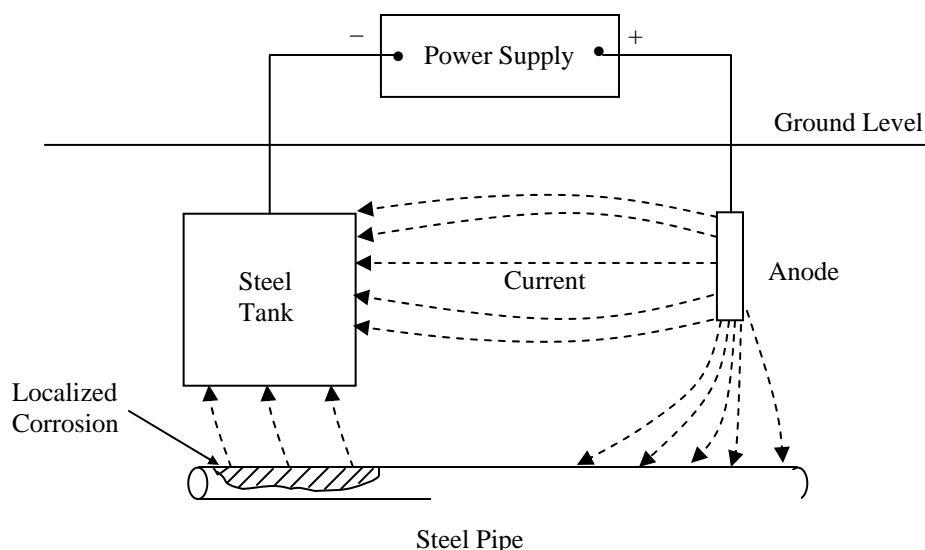 −
Power Supply
+
Ground Level
Steel
Tank
Current
Anode
Localized
Corrosion
Steel Pipe